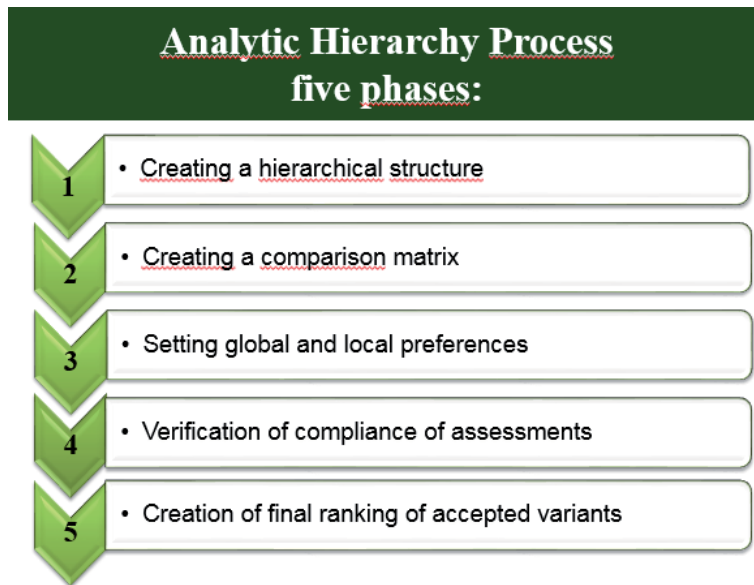 Analytic Hierarchy Process
five phases:
1
• Creating a hierarchical structure
2
• Creating a comparison matrix
3
• Setting global and local preferences
4
• Verification of compliance of assessments
5
• Creation of final ranking of accepted variants